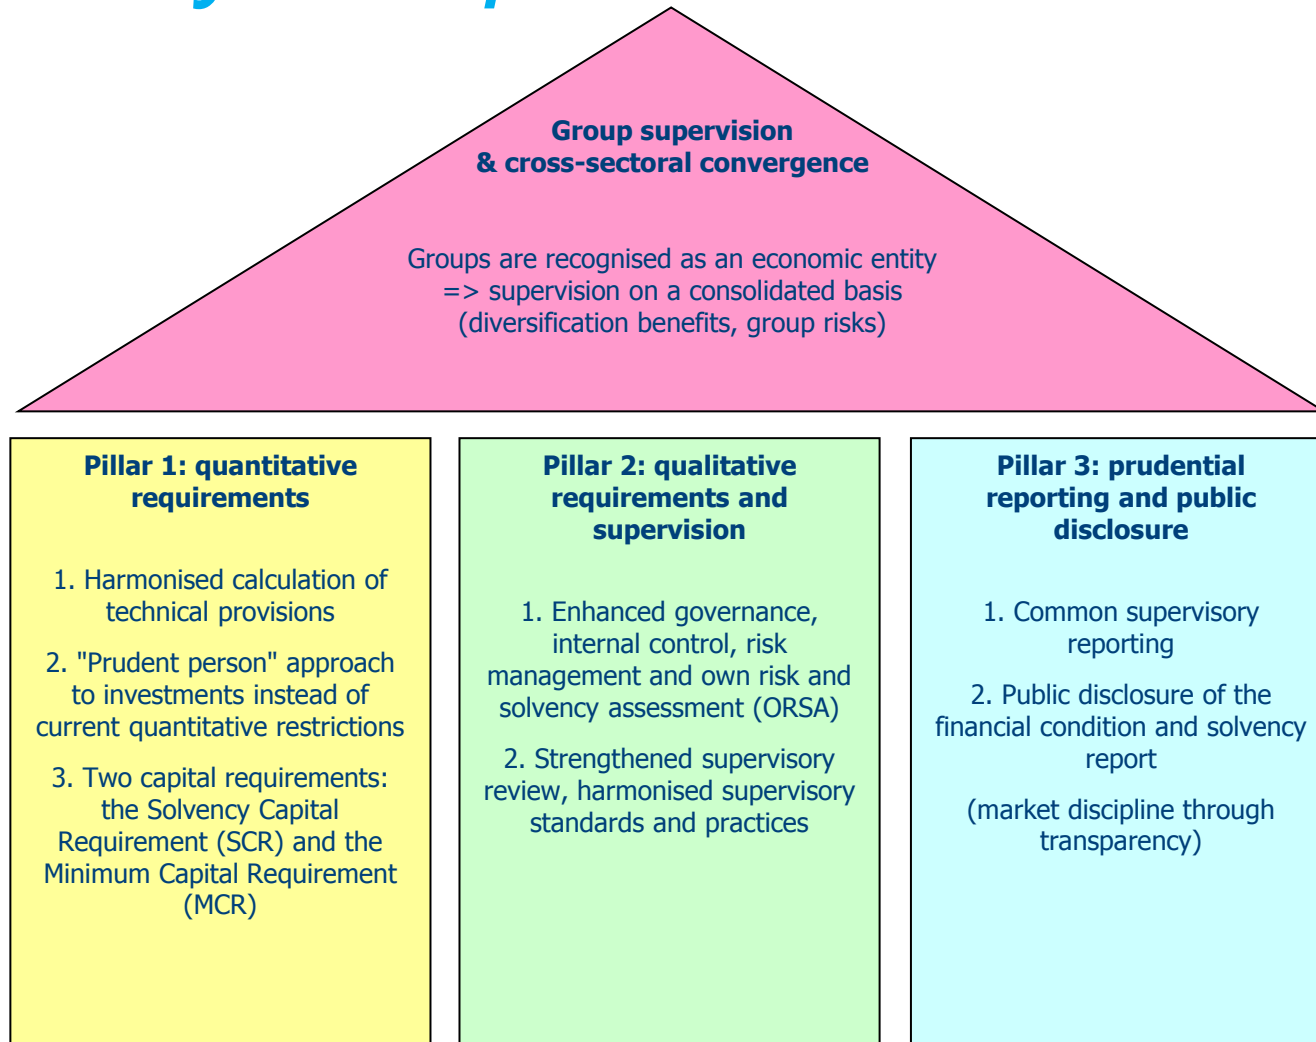 Group supervision
& cross-sectoral convergence
Groups are recognised as an economic entity
=> supervision on a consolidated basis
(diversification benefits, group risks)
Pillar 1: quantitative
requirements
1. Harmonised calculation of
technical provisions
2. "Prudent person" approach
to investments instead of
current quantitative restrictions
3. Two capital requirements:
the Solvency Capital
Requirement (SCR) and the
Minimum Capital Requirement
(MCR)
Pillar 2: qualitative
requirements and
supervision
1. Enhanced governance,
internal control, risk
management and own risk and
solvency assessment (ORSA)
2. Strengthened supervisory
review, harmonised supervisory
standards and practices
Pillar 3: prudential
reporting and public
disclosure
1. Common supervisory
reporting
2. Public disclosure of the
financial condition and solvency
report
(market discipline through
transparency)